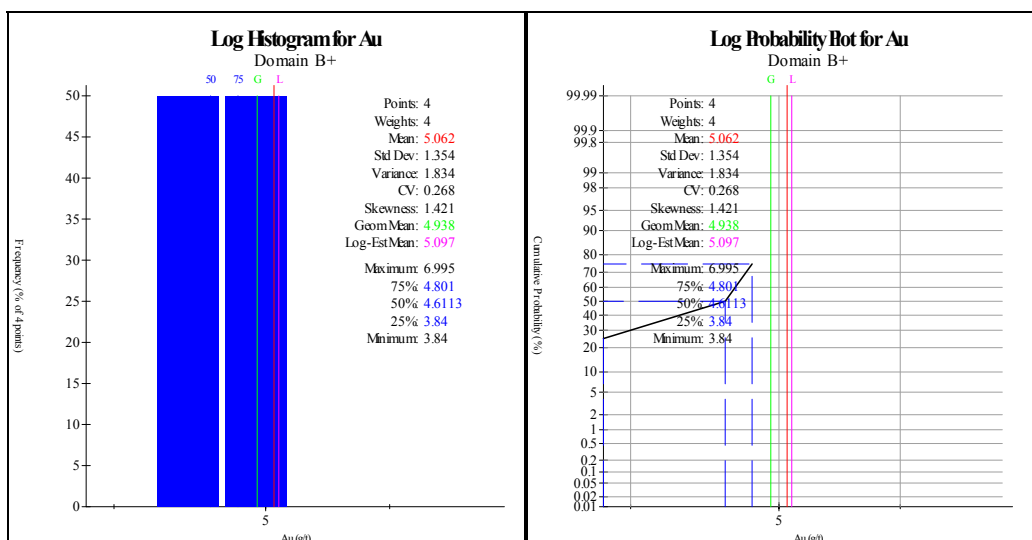 Log Histogram for Au
Domain B+
50 75 G L
50
45
40
35
30
25
20
15
10
5
0
Frequency (% of 4 points)
Points: 4
Weights: 4
Mean: 5.062
Std Dev: 1.354
Variance: 1.834
CV: 0.268
Skewness: 1.421
Geom Mean: 4.938
Log-Est Mean: 5.097
Maximum: 6.995
75%: 4.801
50%: 4.6113
25%: 3.84
Minimum: 3.84
5
Au (g/t)
Log Probability Plot for Au
Domain B+
G L
99.99
99.9
99.8
99
98
95
90
80
70
60
50
40
30
20
10
5
2
1
0.5
0.2
0.1
0.05
0.02
0.01
Cumulative Probability (%)
Points: 4
Weights: 4
Mean: 5.062
Std Dev: 1.354
Variance: 1.834
CV: 0.268
Skewness: 1.421
Geom Mean: 4.938
Log-Est Mean: 5.097
Maximum: 6.995
75%: 4.801
50%: 4.6113
25%: 3.84
Minimum: 3.84
5
Au (g/t)